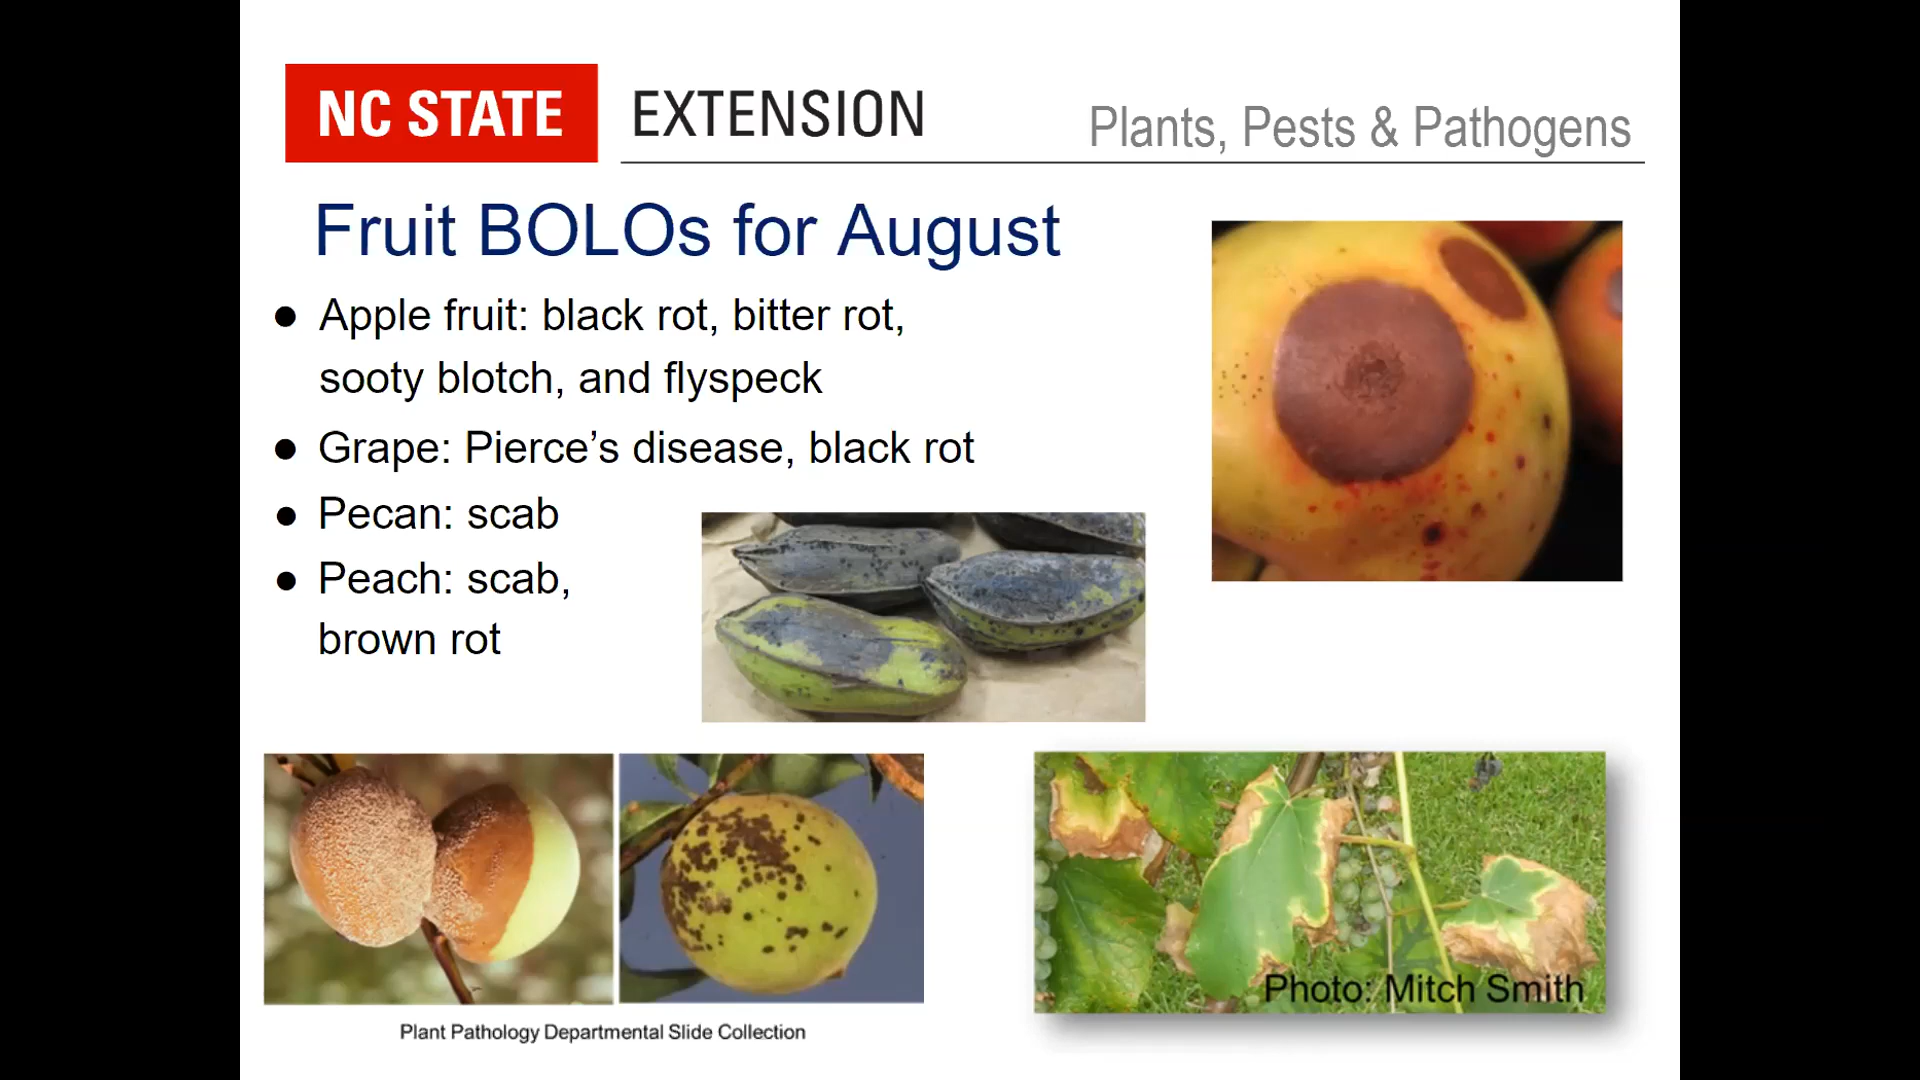 NC STATE EXTENSION
Plants, Pests & Pathogens
Fruit BOLOs for August
● Apple fruit: black rot, bitter rot,
sooty blotch, and flyspeck
● Grape: Pierce’s disease, black rot
● Pecan: scab
● Peach: scab,
brown rot
Photo: Mitch Smith
Plant Pathology Departmental Slide Collection